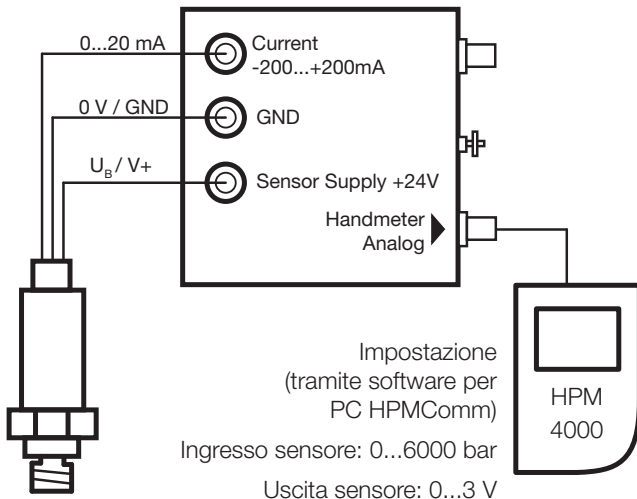 0...20 mA
Current
-200...+200mA
0 V / GND
GND
UB / V+
Sensor Supply +24V
Handmeter
Analog
Impostazione
(tramite software per
PC HPMComm)
Ingresso sensore: 0...6000 bar
Uscita sensore: 0...3 V
HPM
4000